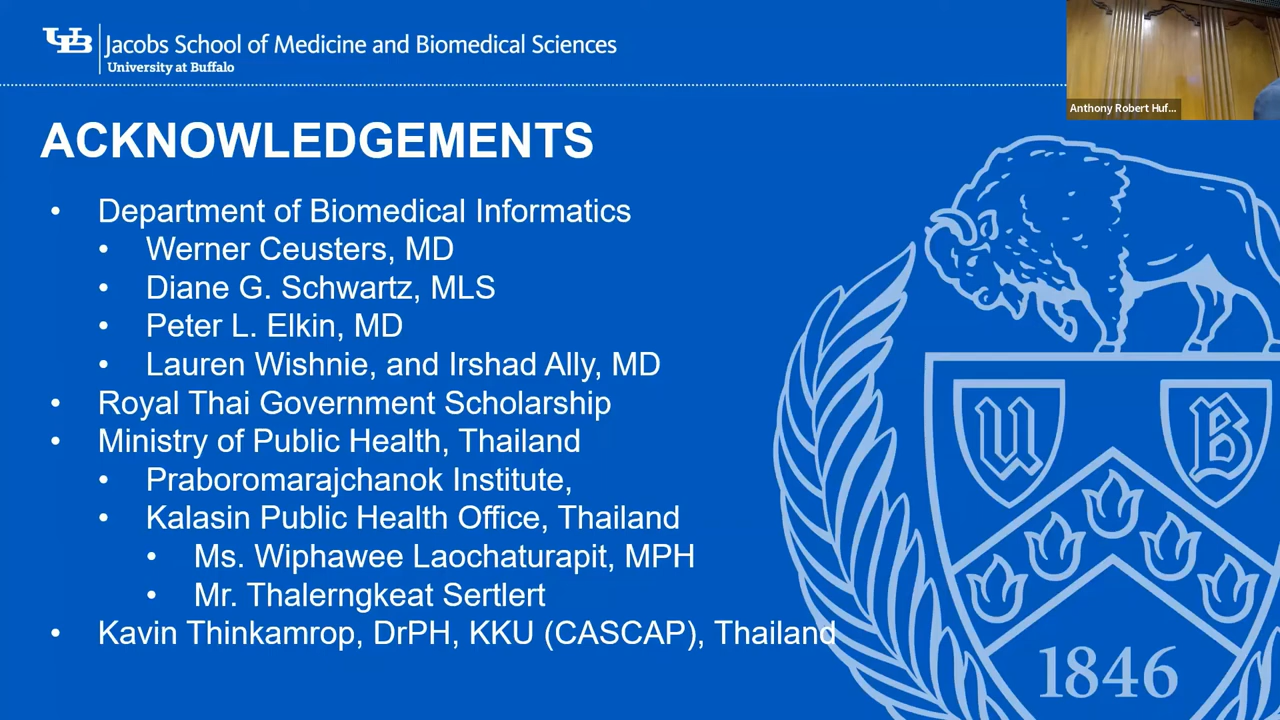 UB Jacobs School of Medicine and Biomedical Sciences
University at Buffalo
Anthony Robert Huf...
ACKNOWLEDGEMENTS
• Department of Biomedical Informatics
• Werner Ceusters, MD
• Diane G. Schwartz, MLS
• Peter L. Elkin, MD
• Lauren Wishnie, and Irshad Ally, MD
• Royal Thai Government Scholarship
• Ministry of Public Health, Thailand
• Praboromarajchanok Institute,
• Kalasin Public Health Office, Thailand
• Ms. Wiphawee Laochaturapit, MPH
• Mr. Thalerngkeat Sertlert
• Kavin Thinkamrop, DrPH, KKU (CASCAP), Thailand
U B
1846